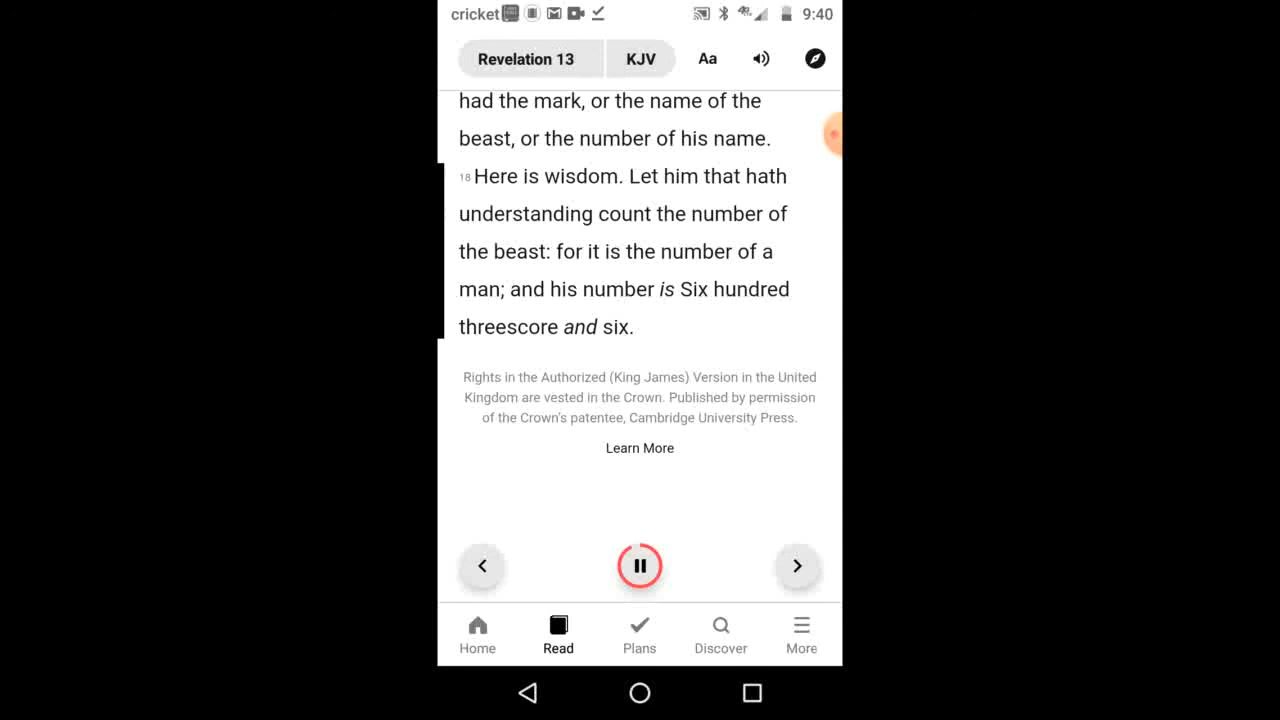 cricket 9:40
Revelation 13 KJV Aa
had the mark, or the name of the
beast, or the number of his name.
18 Here is wisdom. Let him that hath
understanding count the number of
the beast: for it is the number of a
man; and his number is Six hundred
threescore and six.
Rights in the Authorized (King James) Version in the United
Kingdom are vested in the Crown. Published by permission
of the Crown's patentee, Cambridge University Press.
Learn More
Home Read Plans Discover More